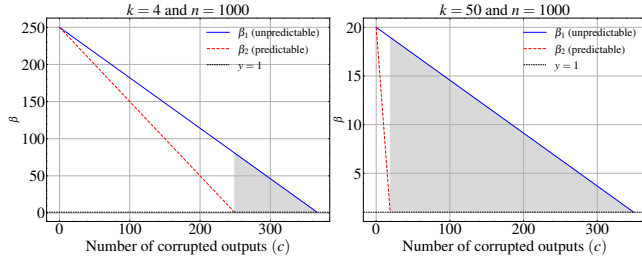 k = 4 and n = 1000
β
250
200
150
100
50
0
β₁ (unpredictable)
β₂ (predictable)
y = 1
0
100
200
300
Number of corrupted outputs (c)
k = 50 and n = 1000
β
20
15
10
5
β₁ (unpredictable)
β₂ (predictable)
y = 1
0
100
200
300
Number of corrupted outputs (c)